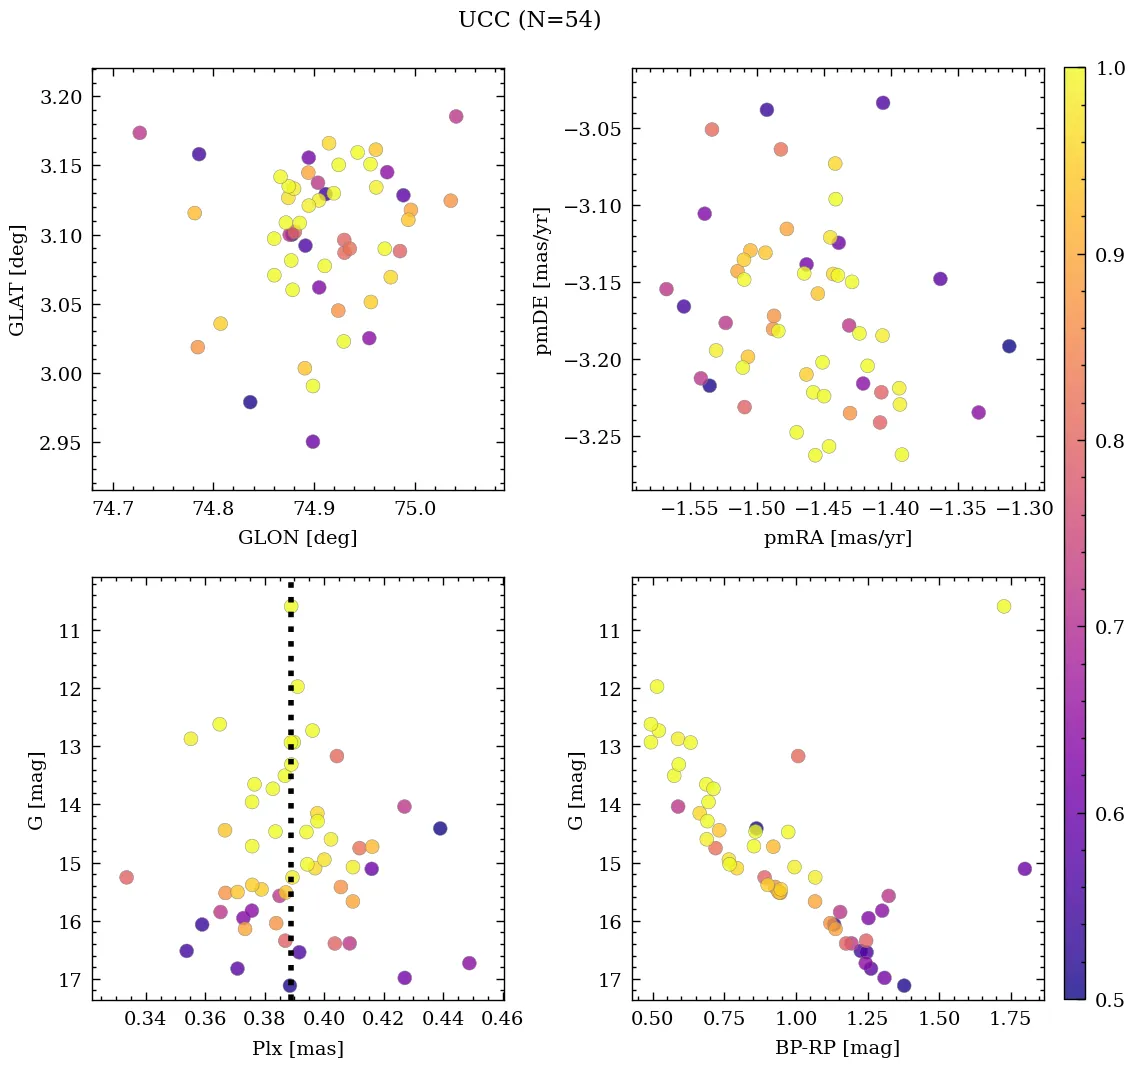 UCC (N=54)
3.20
3.15
3.10
3.05
3.00
2.95
GLAT [deg]
74.7 74.8 74.9 75.0
GLON [deg]
−3.05
−3.10
−3.15
−3.20
−3.25
pmDE [mas/yr]
−1.55 −1.50 −1.45 −1.40 −1.35 −1.30
pmRA [mas/yr]
1.0
0.9
0.8
0.7
0.6
0.5
11
12
13
14
15
16
17
G [mag]
0.34 0.36 0.38 0.40 0.42 0.44 0.46
Plx [mas]
11
12
13
14
15
16
17
G [mag]
0.50 0.75 1.00 1.25 1.50 1.75
BP-RP [mag]